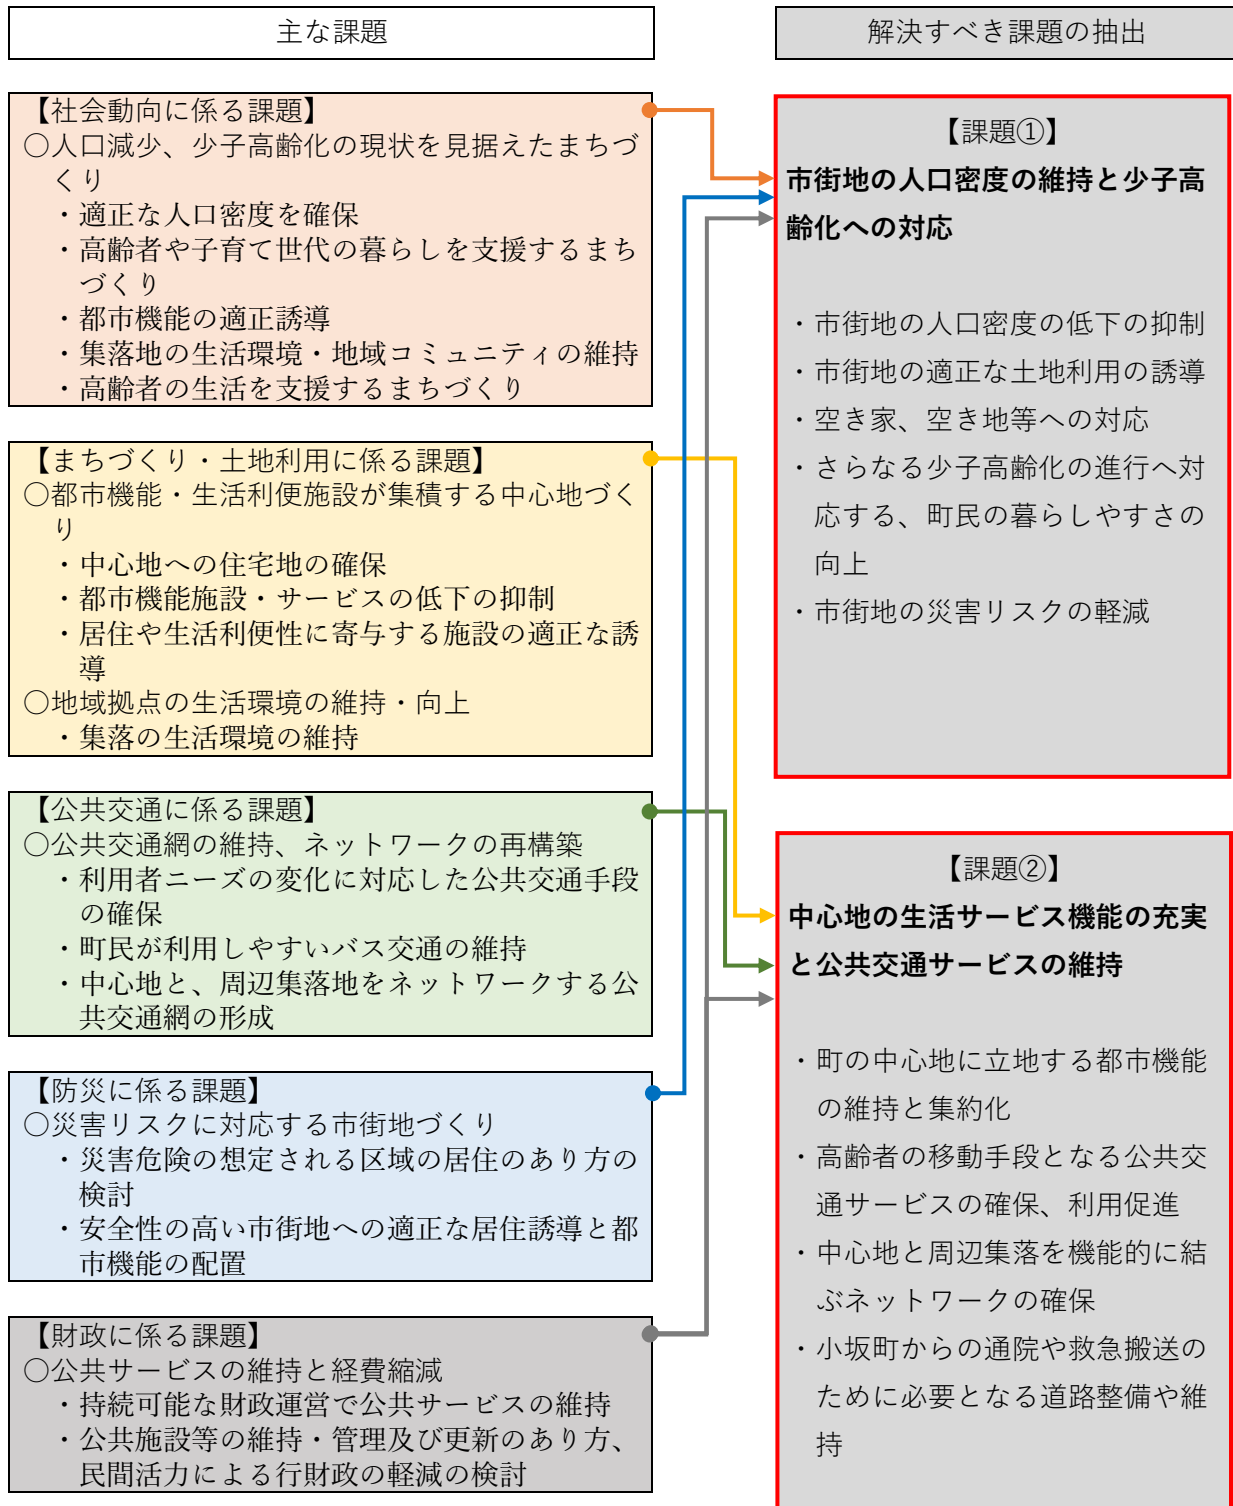 主な課題
【社会動向に係る課題】
○人口減少、少子高齢化の現状を見据えたまちづ
くり
・適正な人口密度を確保
・高齢者や子育て世代の暮らしを支援するまち
づくり
・都市機能の適正誘導
・集落地の生活環境・地域コミュニティの維持
・高齢者の生活を支援するまちづくり
【まちづくり・土地利用に係る課題】
○都市機能・生活利便施設が集積する中心地づく
り
・中心地への住宅地の確保
・都市機能施設・サービスの低下の抑制
・居住や生活利便性に寄与する施設の適正な誘
導
○地域拠点の生活環境の維持・向上
・集落の生活環境の維持
【公共交通に係る課題】
○公共交通網の維持、ネットワークの再構築
・利用者ニーズの変化に対応した公共交通手段
の確保
・町民が利用しやすいバス交通の維持
・中心地と、周辺集落地をネットワークする公
共交通網の形成
【防災に係る課題】
○災害リスクに対応する市街地づくり
・災害危険の想定される区域の居住のあり方の
検討
・安全性の高い市街地への適正な居住誘導と都
市機能の配置
【財政に係る課題】
○公共サービスの維持と経費縮減
・持続可能な財政運営で公共サービスの維持
・公共施設等の維持・管理及び更新のあり方、
民間活力による行財政の軽減の検討
解決すべき課題の抽出
【課題①】
市街地の人口密度の維持と少子高
齢化への対応
・市街地の人口密度の低下の抑制
・市街地の適正な土地利用の誘導
・空き家、空き地等への対応
・さらなる少子高齢化の進行へ対
応する、町民の暮らしやすさの
向上
・市街地の災害リスクの軽減
【課題②】
中心地の生活サービス機能の充実
と公共交通サービスの維持
・町の中心地に立地する都市機能
の維持と集約化
・高齢者の移動手段となる公共交
通サービスの確保、利用促進
・中心地と周辺集落を機能的に結
ぶネットワークの確保
・小坂町からの通院や救急搬送の
ために必要となる道路整備や維
持